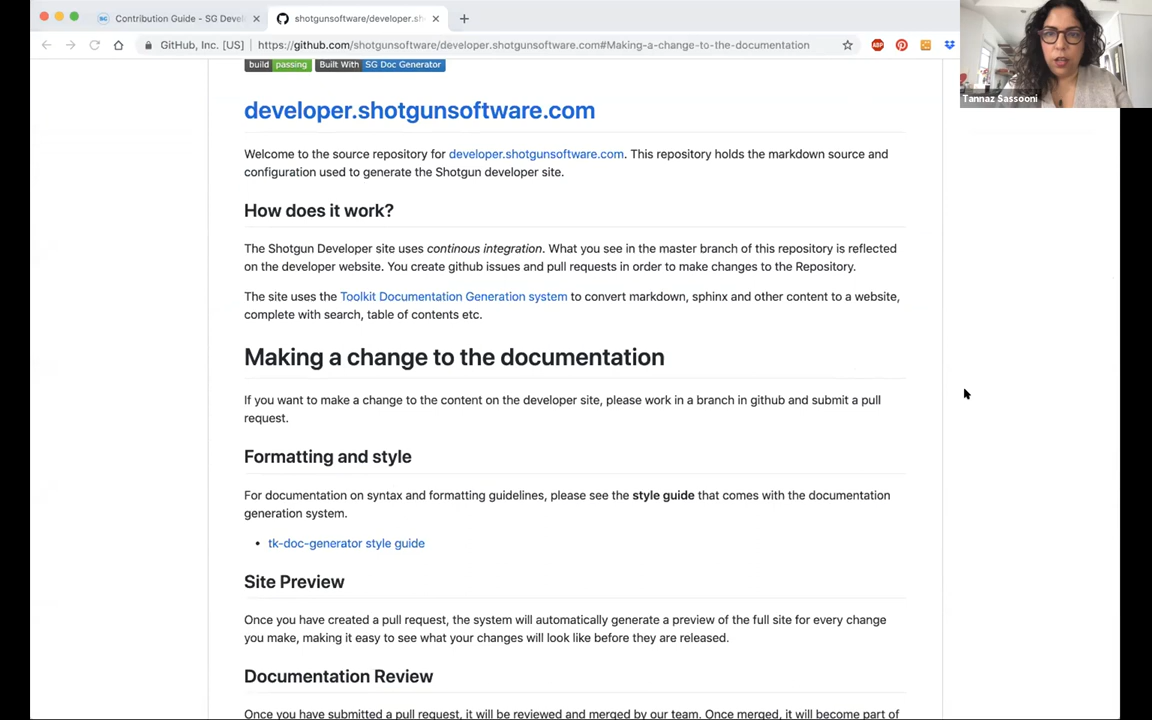 Contribution Guide - SG Devel
shotgunsoftware/developer.sh
GitHub, Inc. [US]
https://github.com/shotgunsoftware/developer.shotgunsoftware.com#Making-a-change-to-the-documentation
ABP
Tannaz Sassooni
build passing Built With SG Doc Generator
developer.shotgunsoftware.com
Welcome to the source repository for developer.shotgunsoftware.com. This repository holds the markdown source and
configuration used to generate the Shotgun developer site.
How does it work?
The Shotgun Developer site uses continous integration. What you see in the master branch of this repository is reflected
on the developer website. You create github issues and pull requests in order to make changes to the Repository.
The site uses the Toolkit Documentation Generation system to convert markdown, sphinx and other content to a website,
complete with search, table of contents etc.
Making a change to the documentation
If you want to make a change to the content on the developer site, please work in a branch in github and submit a pull
request.
Formatting and style
For documentation on syntax and formatting guidelines, please see the style guide that comes with the documentation
generation system.
• tk-doc-generator style guide
Site Preview
Once you have created a pull request, the system will automatically generate a preview of the full site for every change
you make, making it easy to see what your changes will look like before they are released.
Documentation Review
Once you have submitted a pull request, it will be reviewed and merged by our team. Once merged, it will become part of